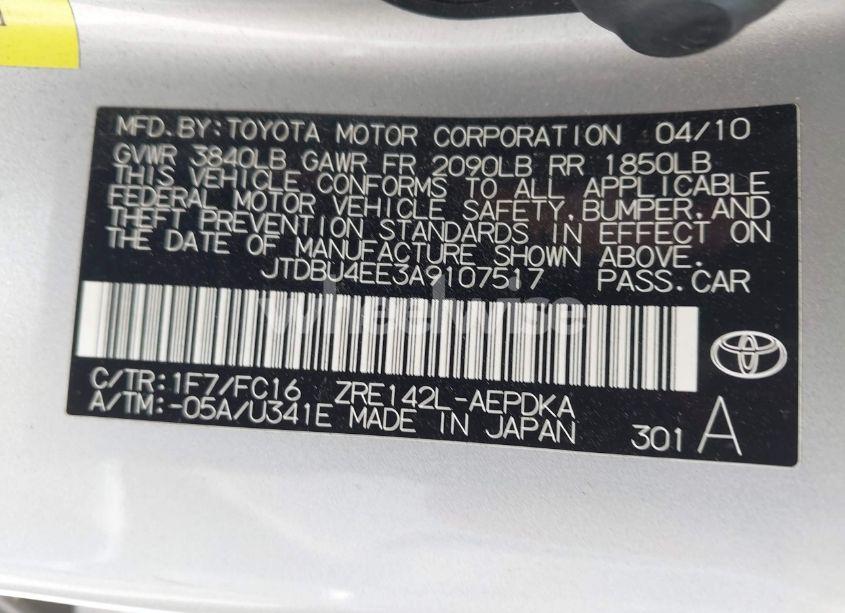 MFD.BY:TOYOTA MOTOR CORPORATION 04/10
GVWR 3840LB GAWR FR 2090LB RR 1850LB
THIS VEHICLE CONFORMS TO ALL APPLICABLE
FEDERAL MOTOR VEHICLE SAFETY,BUMPER,AND
THEFT PREVENTION STANDARDS IN EFFECT ON
THE DATE OF MANUFACTURE SHOWN ABOVE.
JTDBU4EE3A9107517 PASS.CAR
wheelwise
C/TR:1F7/FC16 ZRE142L-AEPDKA
A/TM:-05A/U341E MADE IN JAPAN 301 A